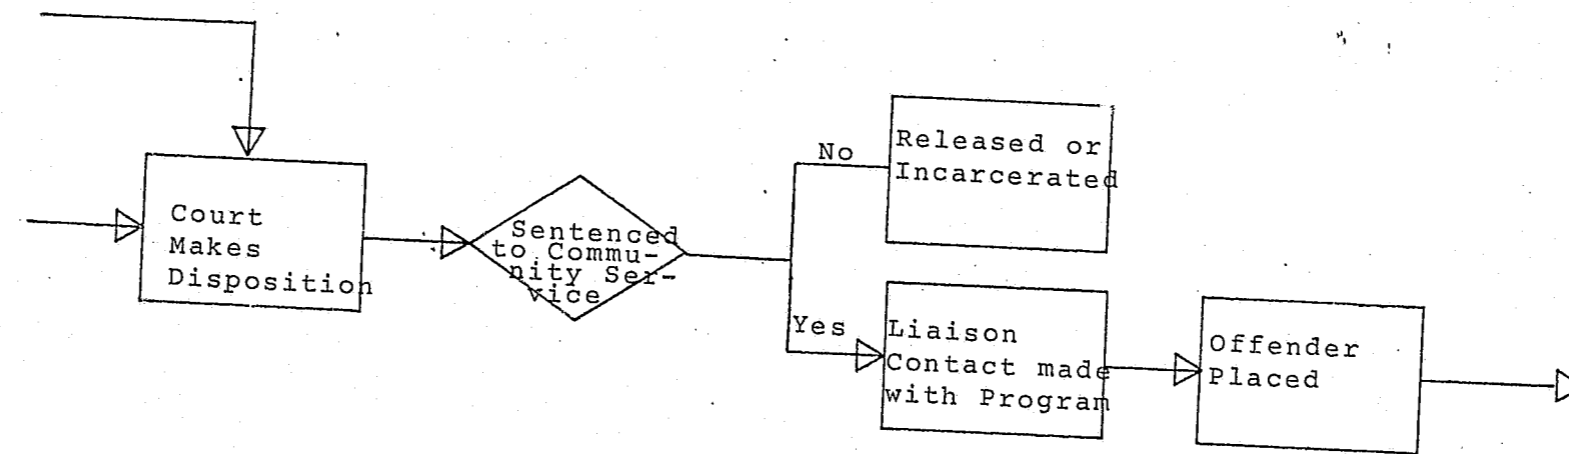 Court
Makes
Disposition
Sentenced
to Commu-
nity Ser-
vice
No
Released or
Incarcerated
Yes
Liaison
Contact made
with Program
Offender
Placed